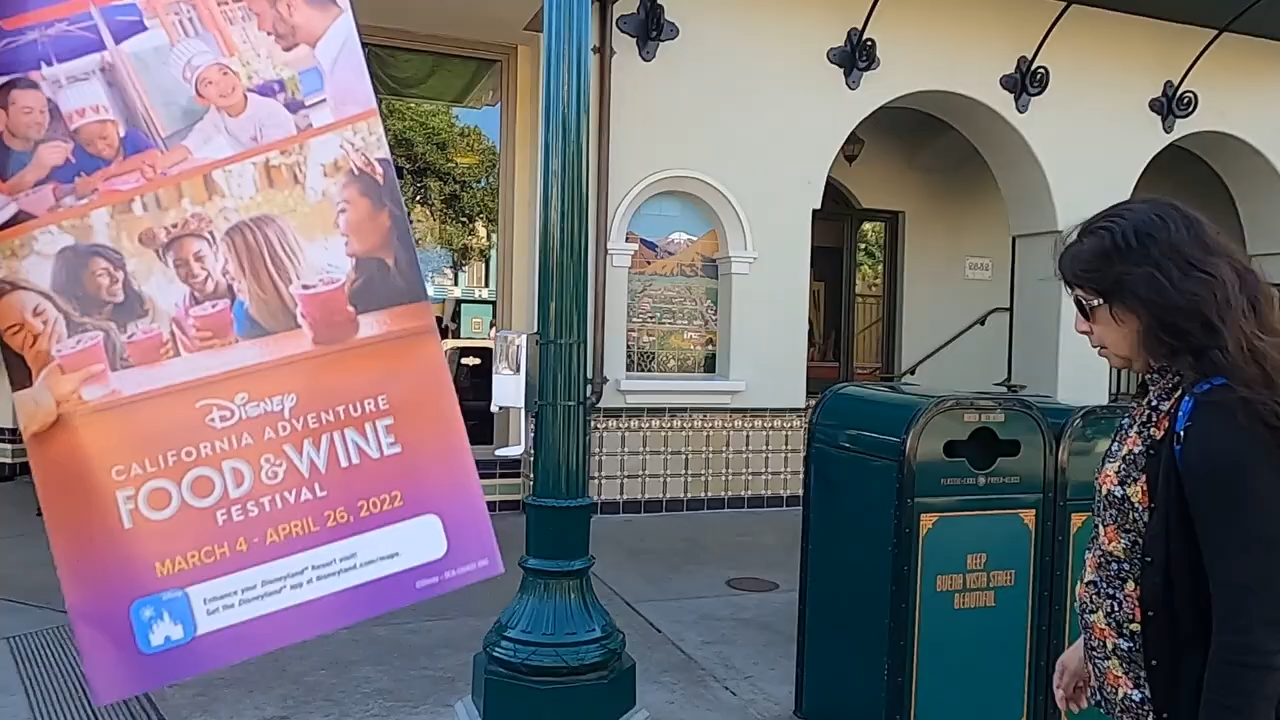 DISNEY
CALIFORNIA ADVENTURE
FOOD & WINE
FESTIVAL
MARCH 4 - APRIL 26, 2022
Enhance your Disneyland® Resort visit!
Get the Disneyland® app at disneyland.com/maps.
KEEP
BUENA VISTA STREET
BEAUTIFUL